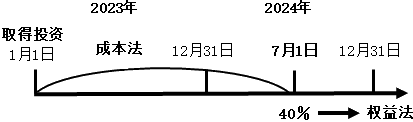 2023年 2024年
取得投资 成本法
1月1日 12月31日 7月1日 12月31日
40% 权益法